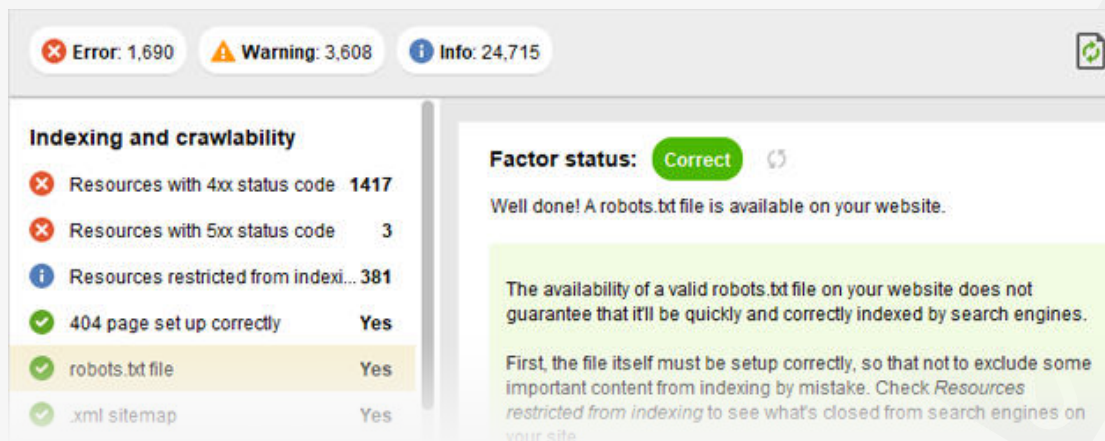 Error: 1,690
Warning: 3,608
Info: 24,715
Indexing and crawlability
Resources with 4xx status code 1417
Resources with 5xx status code 3
Resources restricted from indexi... 381
404 page set up correctly Yes
robots.txt file Yes
.xml sitemap Yes
Factor status: Correct
Well done! A robots.txt file is available on your website.
The availability of a valid robots.txt file on your website does not
guarantee that it'll be quickly and correctly indexed by search engines.
First, the file itself must be setup correctly, so that not to exclude some
important content from indexing by mistake. Check Resources
restricted from indexing to see what's closed from search engines on
your site.